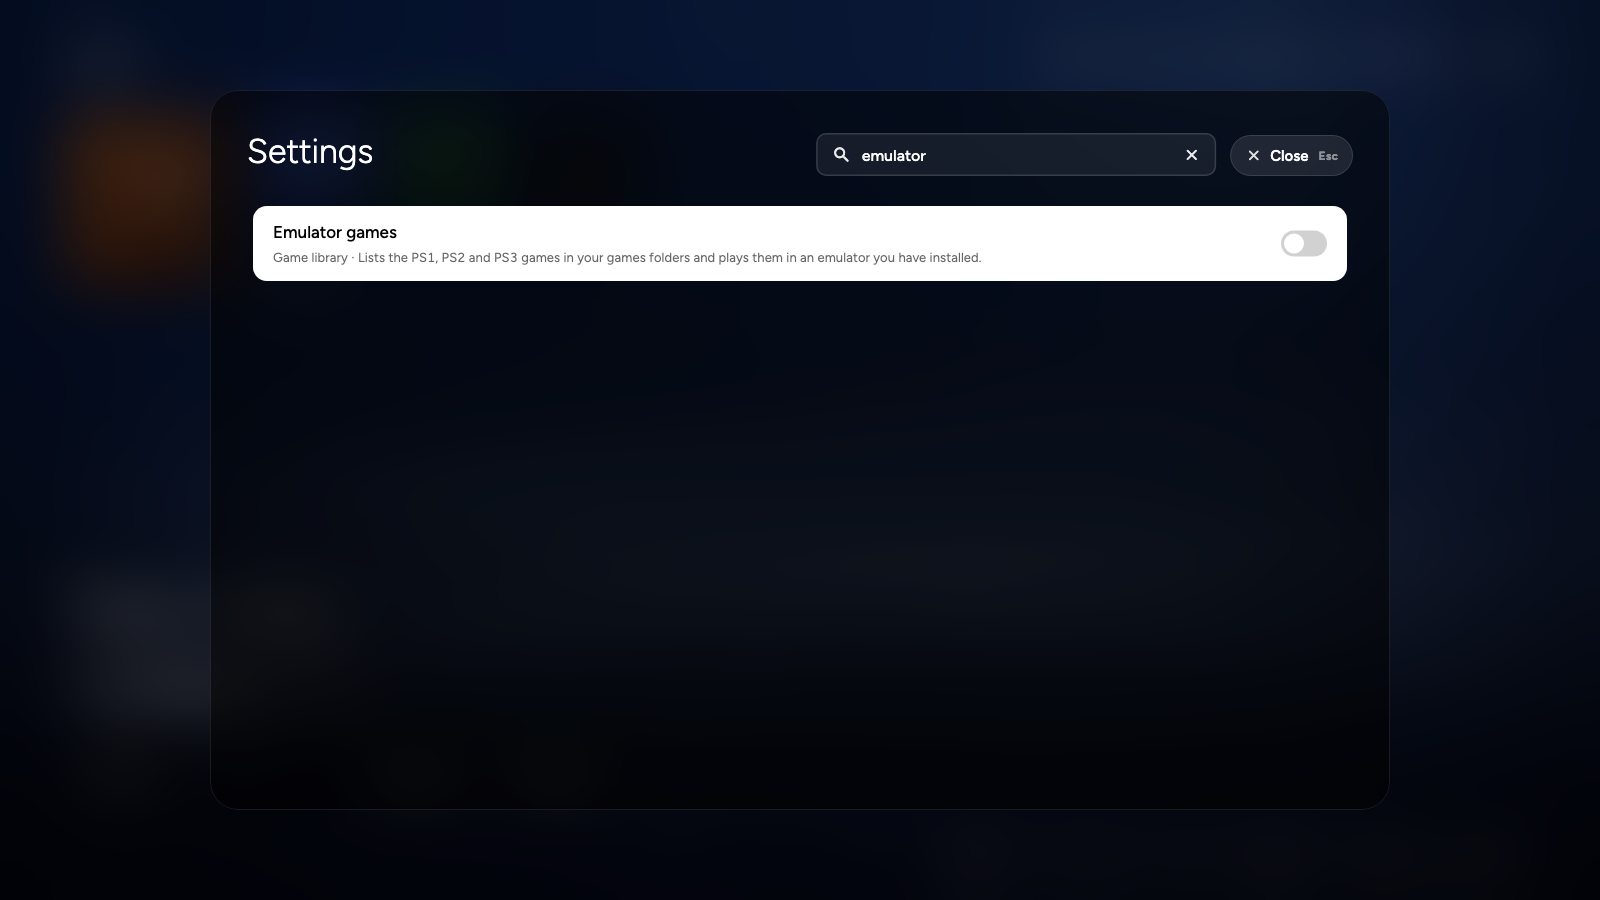 Settings
emulator
Close Esc
Emulator games
Game library · Lists the PS1, PS2 and PS3 games in your games folders and plays them in an emulator you have installed.